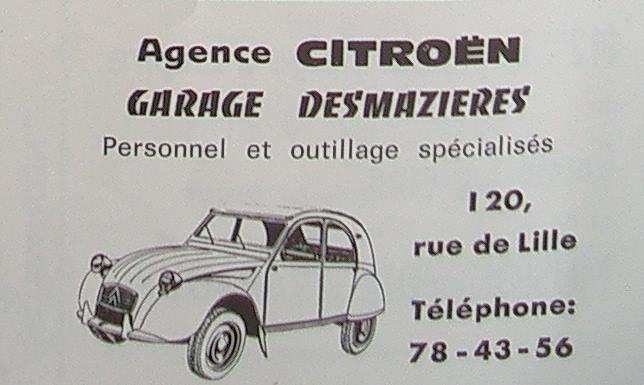 Agence CITROËN
GARAGE DESMAZIERES
Personnel et outillage spécialisés
120,
rue de Lille
Téléphone:
78-43-56